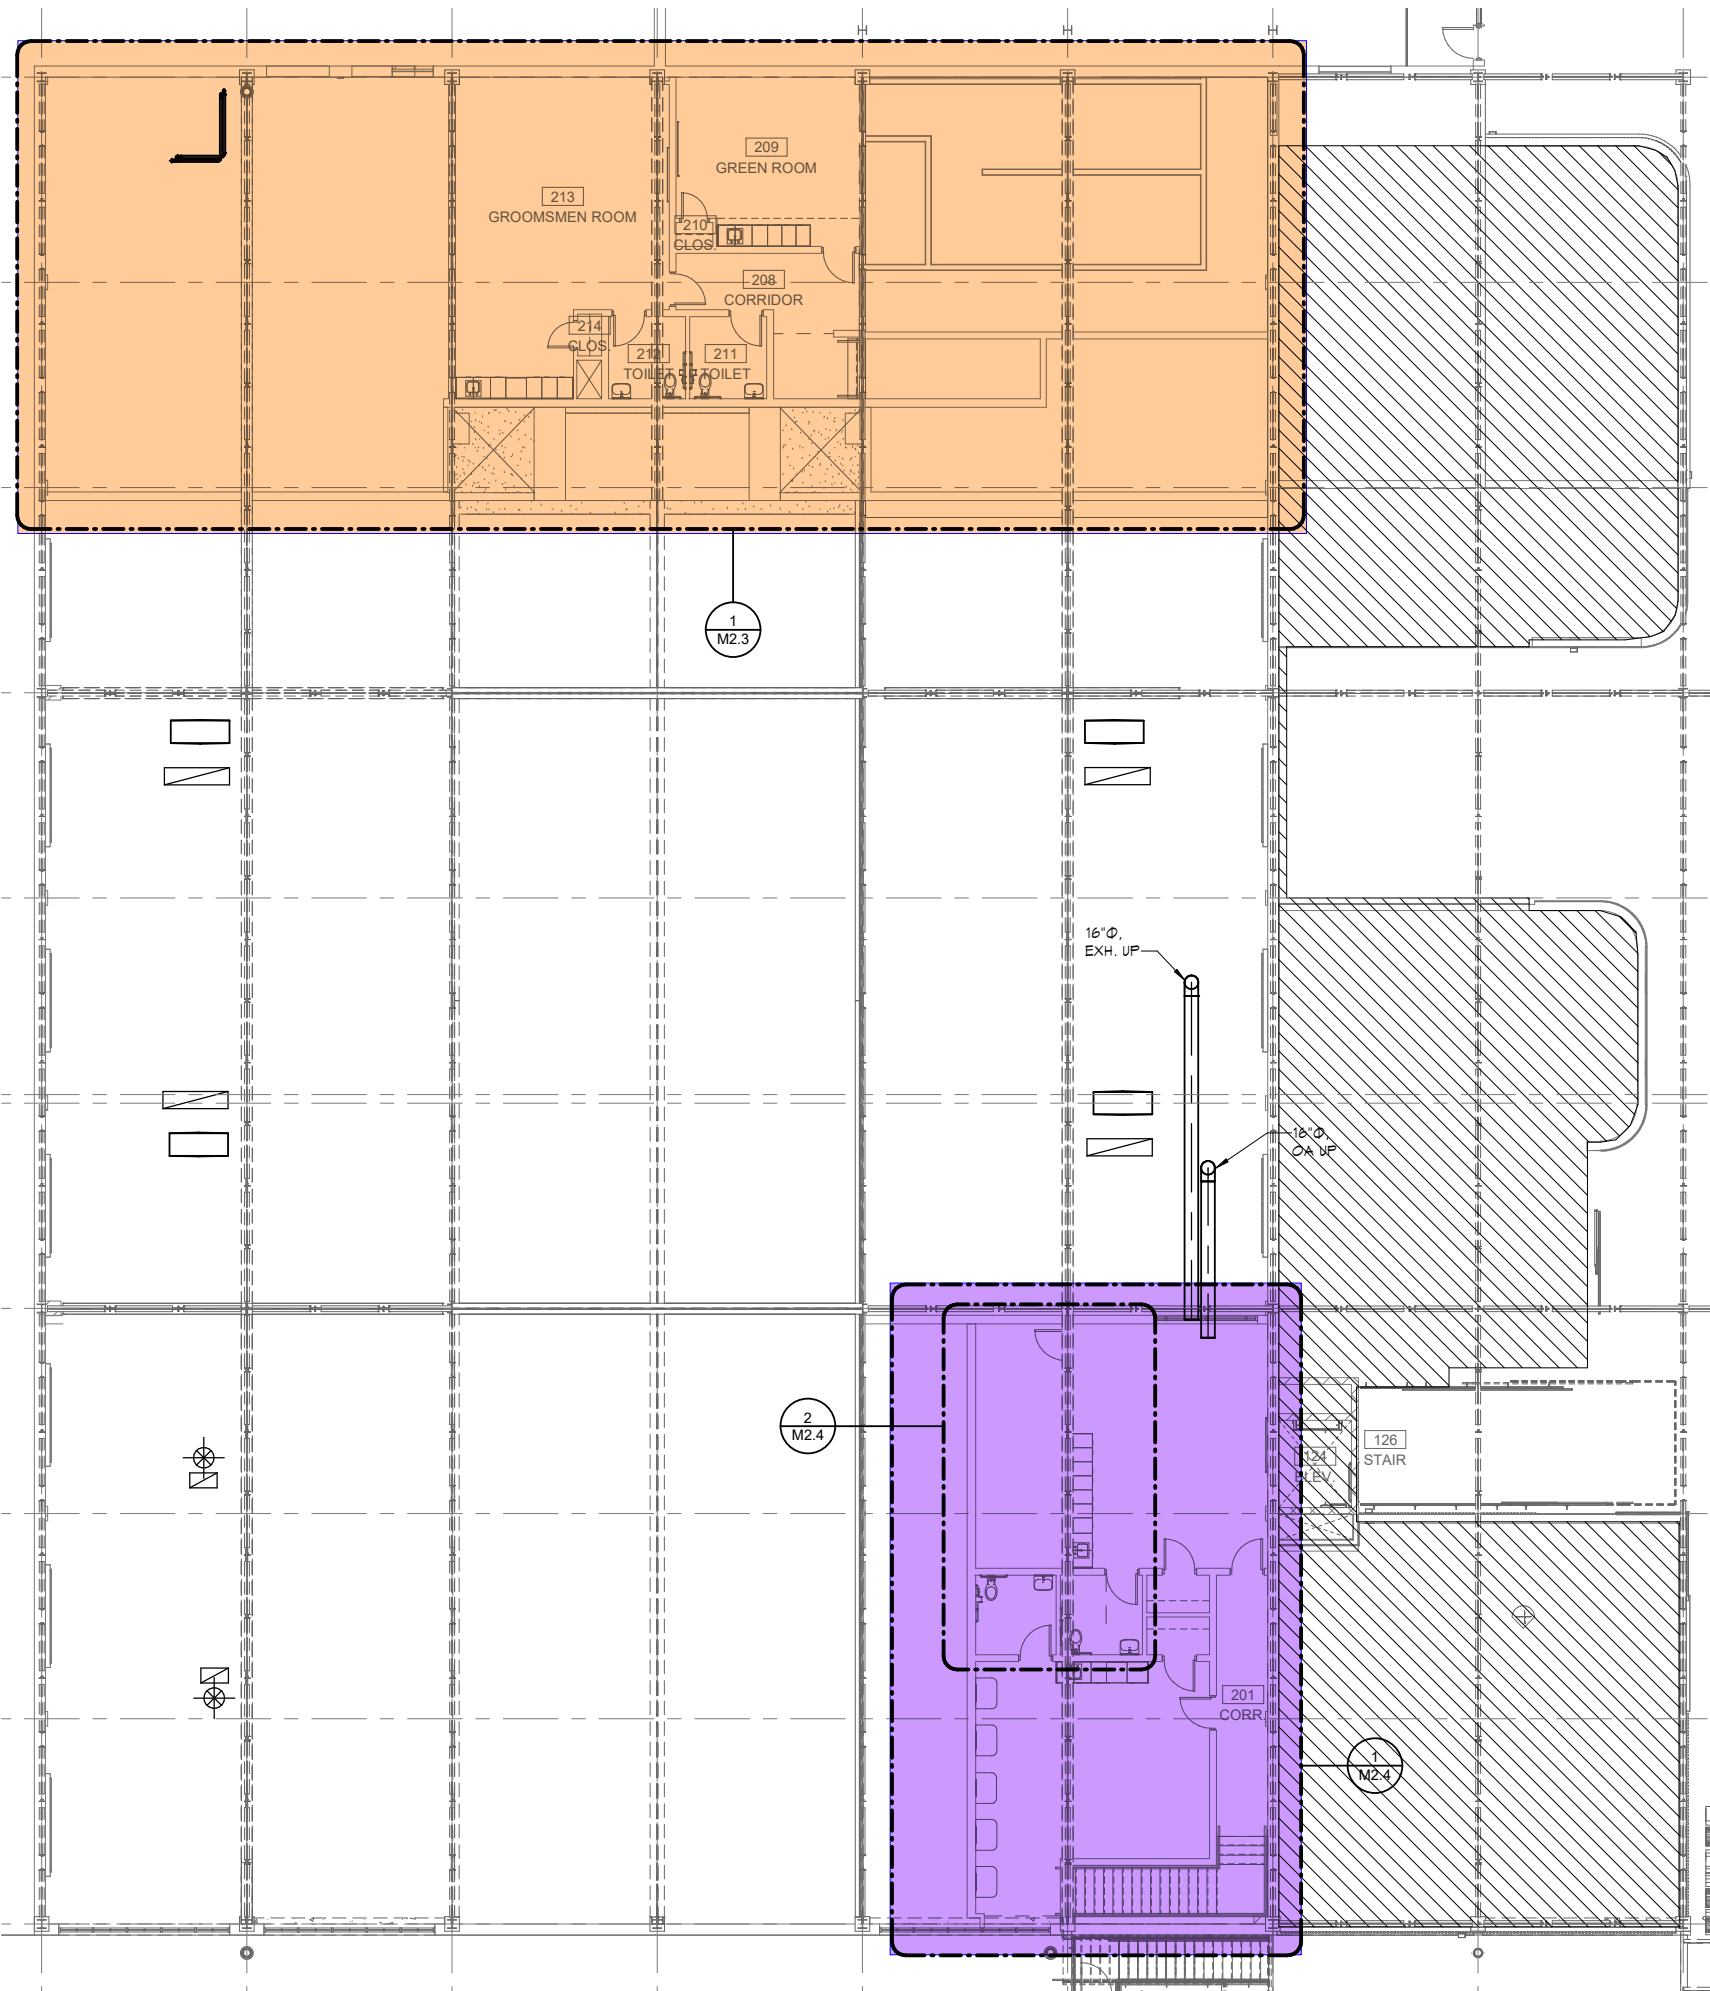 209
GREEN ROOM
213
GROOMSMEN ROOM
210
CLOS.
208
CORRIDOR
214
CLOS.
212
TOILET
211
TOILET
1
M2.3
16"Φ,
EXH. UP
16"Φ,
OA UP
2
M2.4
126
STAIR
124
ELEV.
201
CORR.
1
M2.4